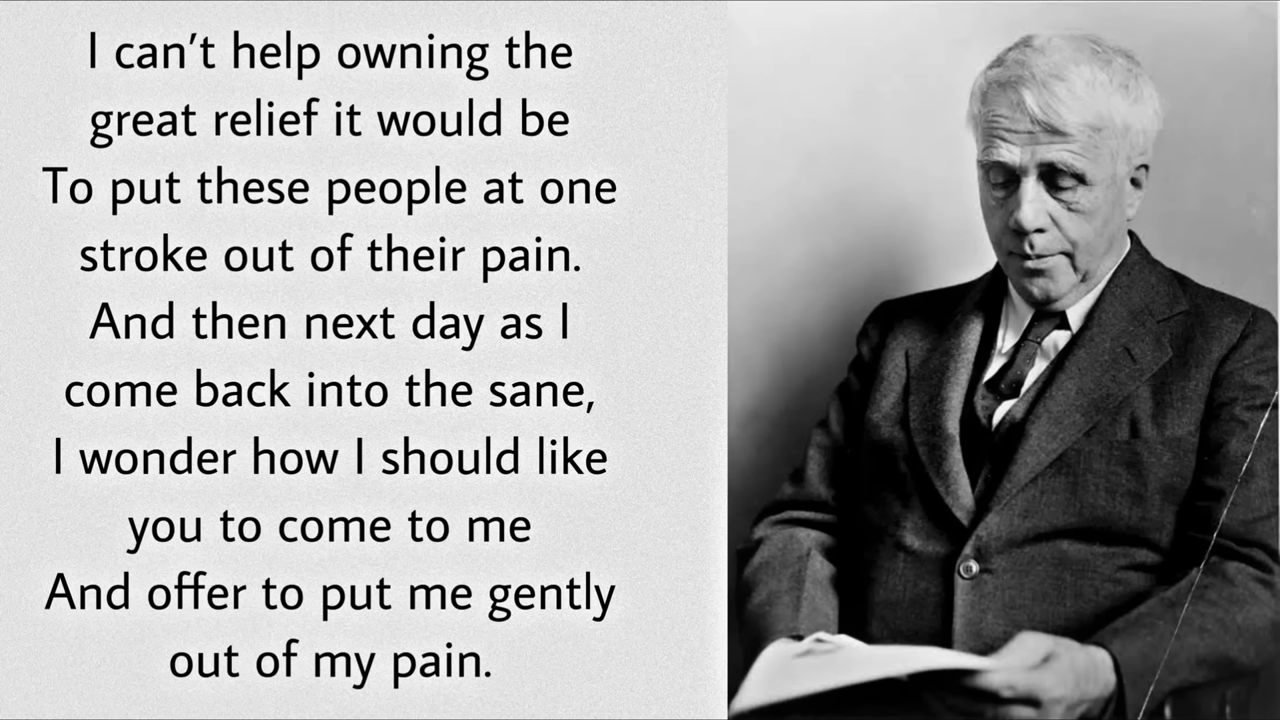 I can’t help owning the
great relief it would be
To put these people at one
stroke out of their pain.
And then next day as I
come back into the sane,
I wonder how I should like
you to come to me
And offer to put me gently
out of my pain.